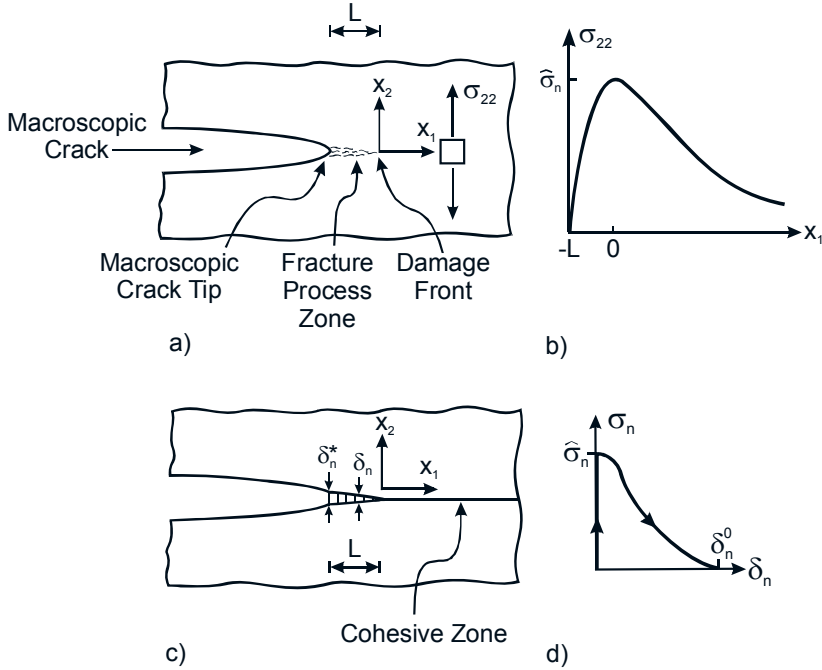 L
x₂
σ₂₂
x₁
Macroscopic
Crack
Macroscopic
Crack Tip
Fracture
Process
Zone
Damage
Front
a)
σ₂₂
σ̂ₙ
-L
0
x₁
b)
x₂
x₁
δₙ*
δₙ
L
Cohesive Zone
c)
σₙ
σ̂ₙ
δₙ⁰
δₙ
d)